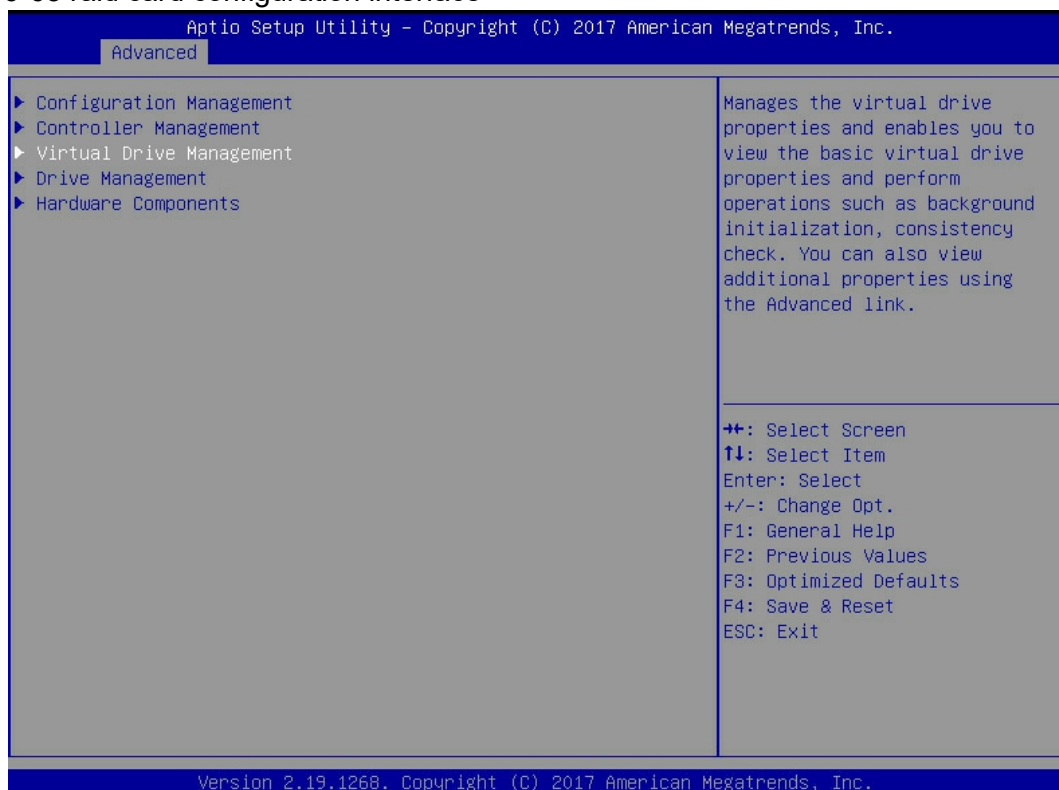 raid card configuration interface
Aptio Setup Utility – Copyright (C) 2017 American Megatrends, Inc.
Advanced
▶ Configuration Management
▶ Controller Management
▶ Virtual Drive Management
▶ Drive Management
▶ Hardware Components
Manages the virtual drive
properties and enables you to
view the basic virtual drive
properties and perform
operations such as background
initialization, consistency
check. You can also view
additional properties using
the Advanced link.
→←: Select Screen
↑↓: Select Item
Enter: Select
+/-: Change Opt.
F1: General Help
F2: Previous Values
F3: Optimized Defaults
F4: Save & Reset
ESC: Exit
Version 2.19.1268. Copyright (C) 2017 American Megatrends, Inc.